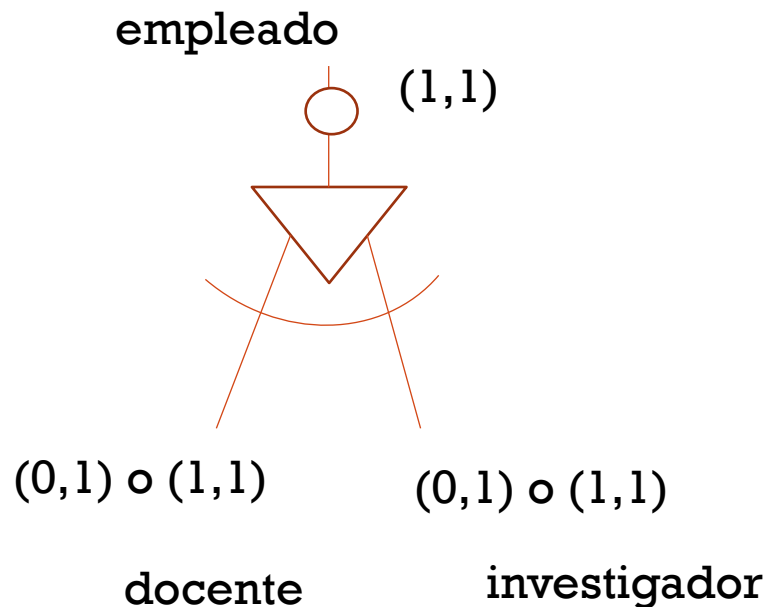 empleado
(1,1)
(0,1) o (1,1)
(0,1) o (1,1)
docente
investigador